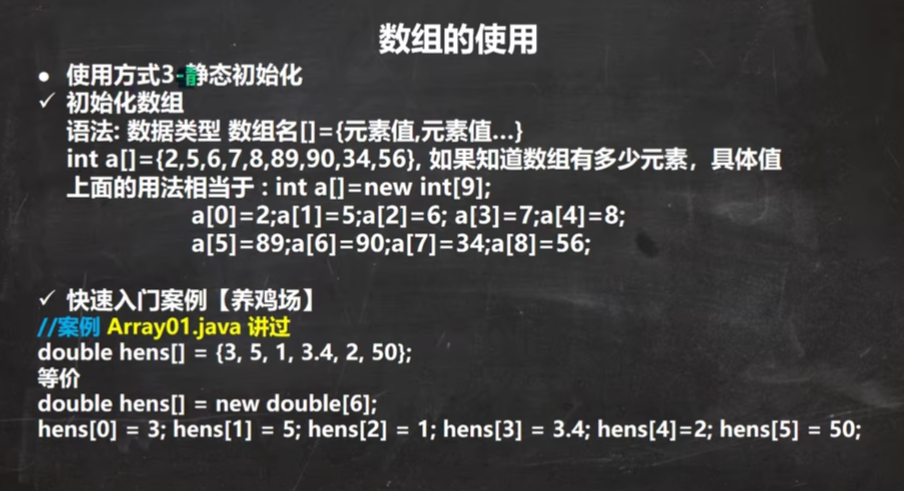 数组的使用
● 使用方式3-静态初始化
✓ 初始化数组
语法: 数据类型 数组名[]={元素值,元素值...}
int a[]={2,5,6,7,8,89,90,34,56}, 如果知道数组有多少元素，具体值
上面的用法相当于 : int a[]=new int[9];
a[0]=2;a[1]=5;a[2]=6; a[3]=7;a[4]=8;
a[5]=89;a[6]=90;a[7]=34;a[8]=56;
✓ 快速入门案例【养鸡场】
//案例 Array01.java 讲过
double hens[] = {3, 5, 1, 3.4, 2, 50};
等价
double hens[] = new double[6];
hens[0] = 3; hens[1] = 5; hens[2] = 1; hens[3] = 3.4; hens[4]=2; hens[5] = 50;